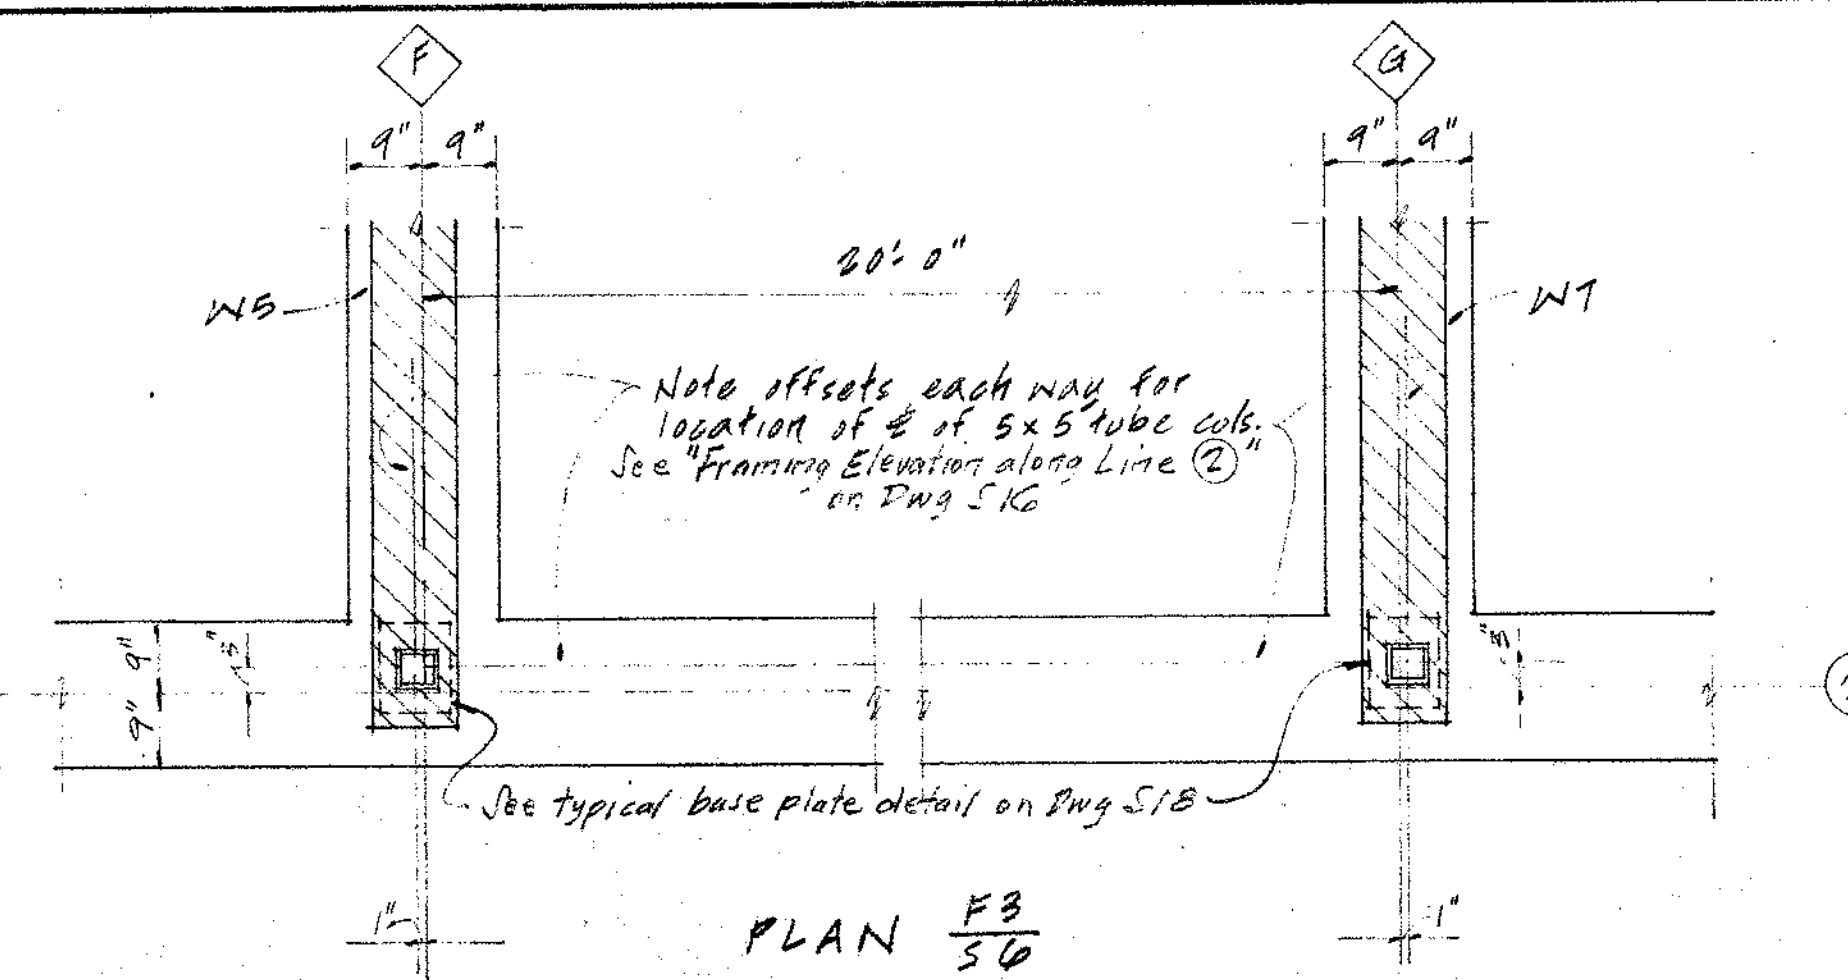 F
G
9" 9"
9" 9"
20'-0"
W5
W7
Note offsets each way for
location of ℄ of 5x5 tube cols.
See "Framing Elevation along Line ②"
on Dwg S16
9"
9"
See typical base plate detail on Dwg S18
1"
1"
PLAN F3
S6